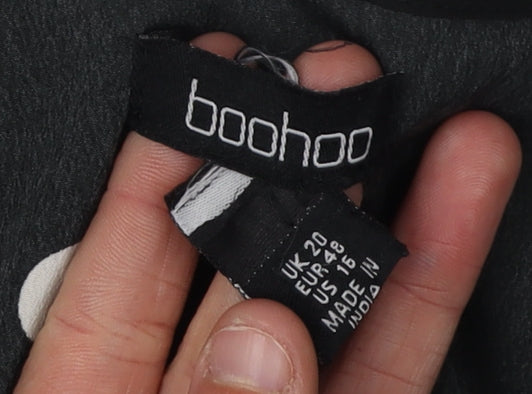 boohoo
UK 20
EUR 48
US 16
MADE IN
INDIA